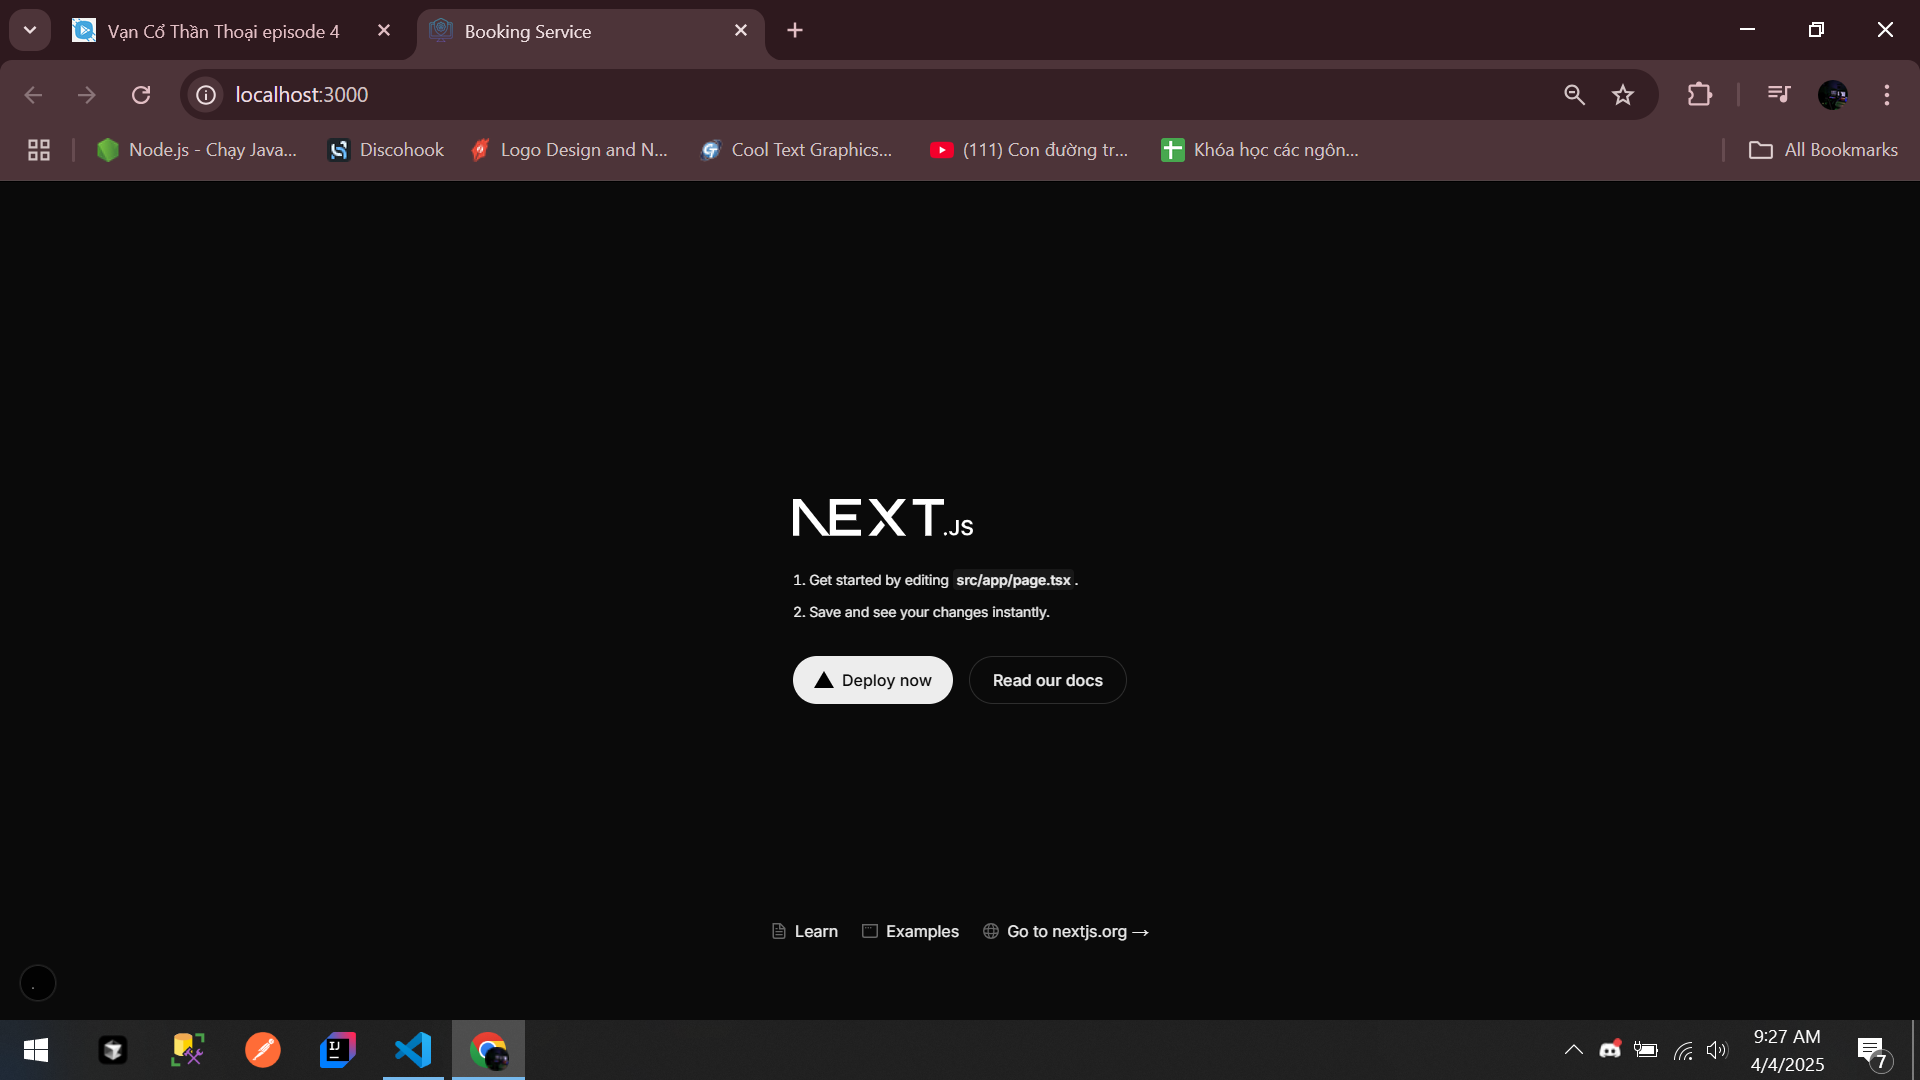 Vạn Cổ Thần Thoại episode 4
Booking Service
localhost:3000
Node.js - Chạy Java...
Discohook
Logo Design and N...
Cool Text Graphics...
(111) Con đường tr...
Khóa học các ngôn...
All Bookmarks
NEXT.JS
1. Get started by editing src/app/page.tsx.
2. Save and see your changes instantly.
Deploy now
Read our docs
Learn
Examples
Go to nextjs.org →
9:27 AM
4/4/2025
7